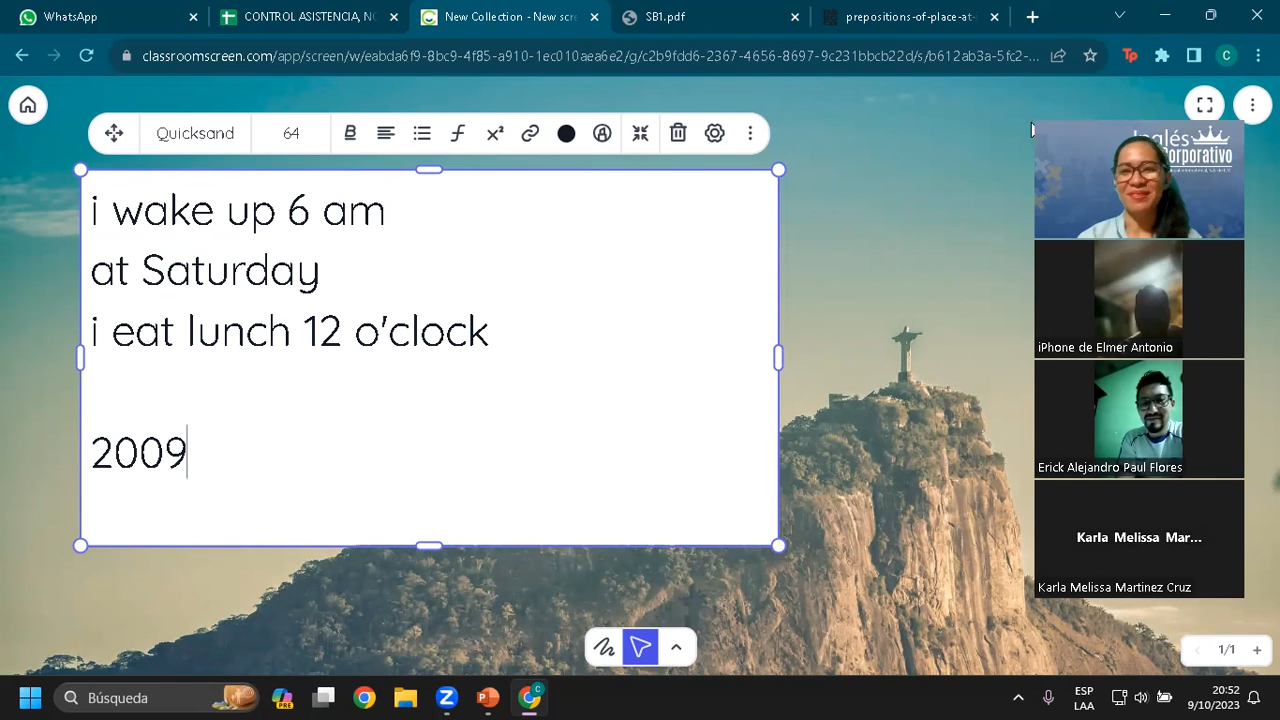 WhatsApp
CONTROL ASISTENCIA, NO
New Collection - New scre
SB1.pdf
prepositions-of-place-at-
classroomscreen.com/app/screen/w/eabda6f9-8bc9-4f85-a910-1ec010aea6e2/g/c2b9fdd6-2367-4656-8697-9c231bbcb22d/s/b612ab3a-5fc2-...
Quicksand 64
i wake up 6 am
at Saturday
i eat lunch 12 o'clock
2009
Inglés
Corporativo
iPhone de Elmer Antonio
Erick Alejandro Paul Flores
Karla Melissa Mar...
Karla Melissa Martinez Cruz
1/1
Búsqueda
PRE
ESP
LAA
20:52
9/10/2023